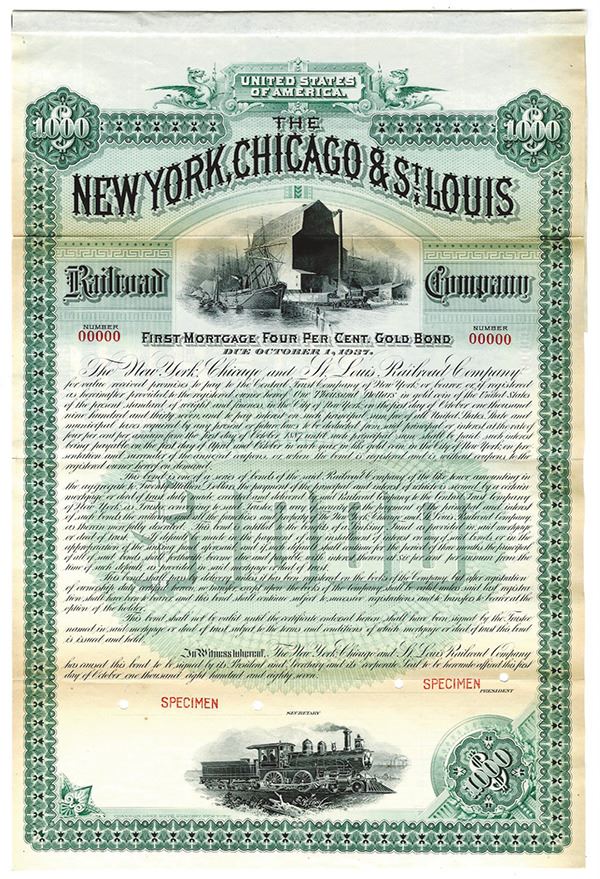 UNITED STATES
OF AMERICA.
$1000
$1000
THE
NEW YORK, CHICAGO & ST. LOUIS
Railroad Company
NUMBER
00000
NUMBER
00000
FIRST MORTGAGE FOUR PER CENT. GOLD BOND
DUE OCTOBER 1, 1937.
The New York, Chicago and St. Louis Railroad Company
for value received promises to pay to the Central Trust Company of New York or bearer, or if registered
as hereinafter provided, to the registered owner hereof One Thousand Dollars in gold coin of the United States
of the present standard of weight and fineness, in the City of New York, on the first day of October one thousand
nine hundred and thirty seven, and to pay interest on such principal sum, without
municipal taxes required by any present or future laws to be deducted from said principal or interest at the rate of
four per cent per annum from the first day of October 1887, until such principal sum shall be paid, such interest
being payable on the first days of April and October in each year, in like gold coin, in the City of New York, on pre-
sentation and surrender of the annexed coupons, or, when the bond is registered and is without coupons, to the
registered owner hereof on demand.
This bond is one of a series of bonds of the said Railroad Company of like tenor amounting in
the aggregate to Dollars the payment of principal and interest of which is secured by a certain
mortgage or deed of trust duly made, executed and delivered by said Railroad Company to the Central Trust Company
of New York, as Trustee, conveying to said Trustee by way of security for the payment of the principal and interest
of such bonds the railway and all the franchises and property of The New York, Chicago and St. Louis Railroad Company
as therein more fully described. This bond is entitled to the benefit of a Sinking Fund as provided in said mortgage
or deed of trust. If default be made in the payment of any installment of interest on any of said bonds, or in the
appropriation of the sinking fund aforesaid and such default shall continue for the period of
of said bonds shall forthwith become due and payable with interest thereon at six per cent per annum from the
time of such default as provided in said mortgage deed of trust.
This bond shall pass by delivery, unless it has been registered on the books of the Company, but after registration
of ownership, duly certified hereon, no transfer except upon the books of the Company shall be valid unless said last regis-
tration shall have been to bearer, and this bond shall continue subject to successive registrations and to transfer to bearer at the
option of the holder.
This bond shall not be valid until the certificate endorsed hereon shall have been signed by the Trustee
named in said mortgage or deed of trust, subject to the terms and conditions of which mortgage or deed of trust this bond
is issued and held.
In Witness Whereof, The New York, Chicago and St. Louis Railroad Company
has caused this bond to be signed by its President and Secretary and its corporate Seal to be hereunto affixed this first
day of October one thousand eight hundred and eighty seven.
SPECIMEN
PRESIDENT
SPECIMEN
SECRETARY
$1000
$1000